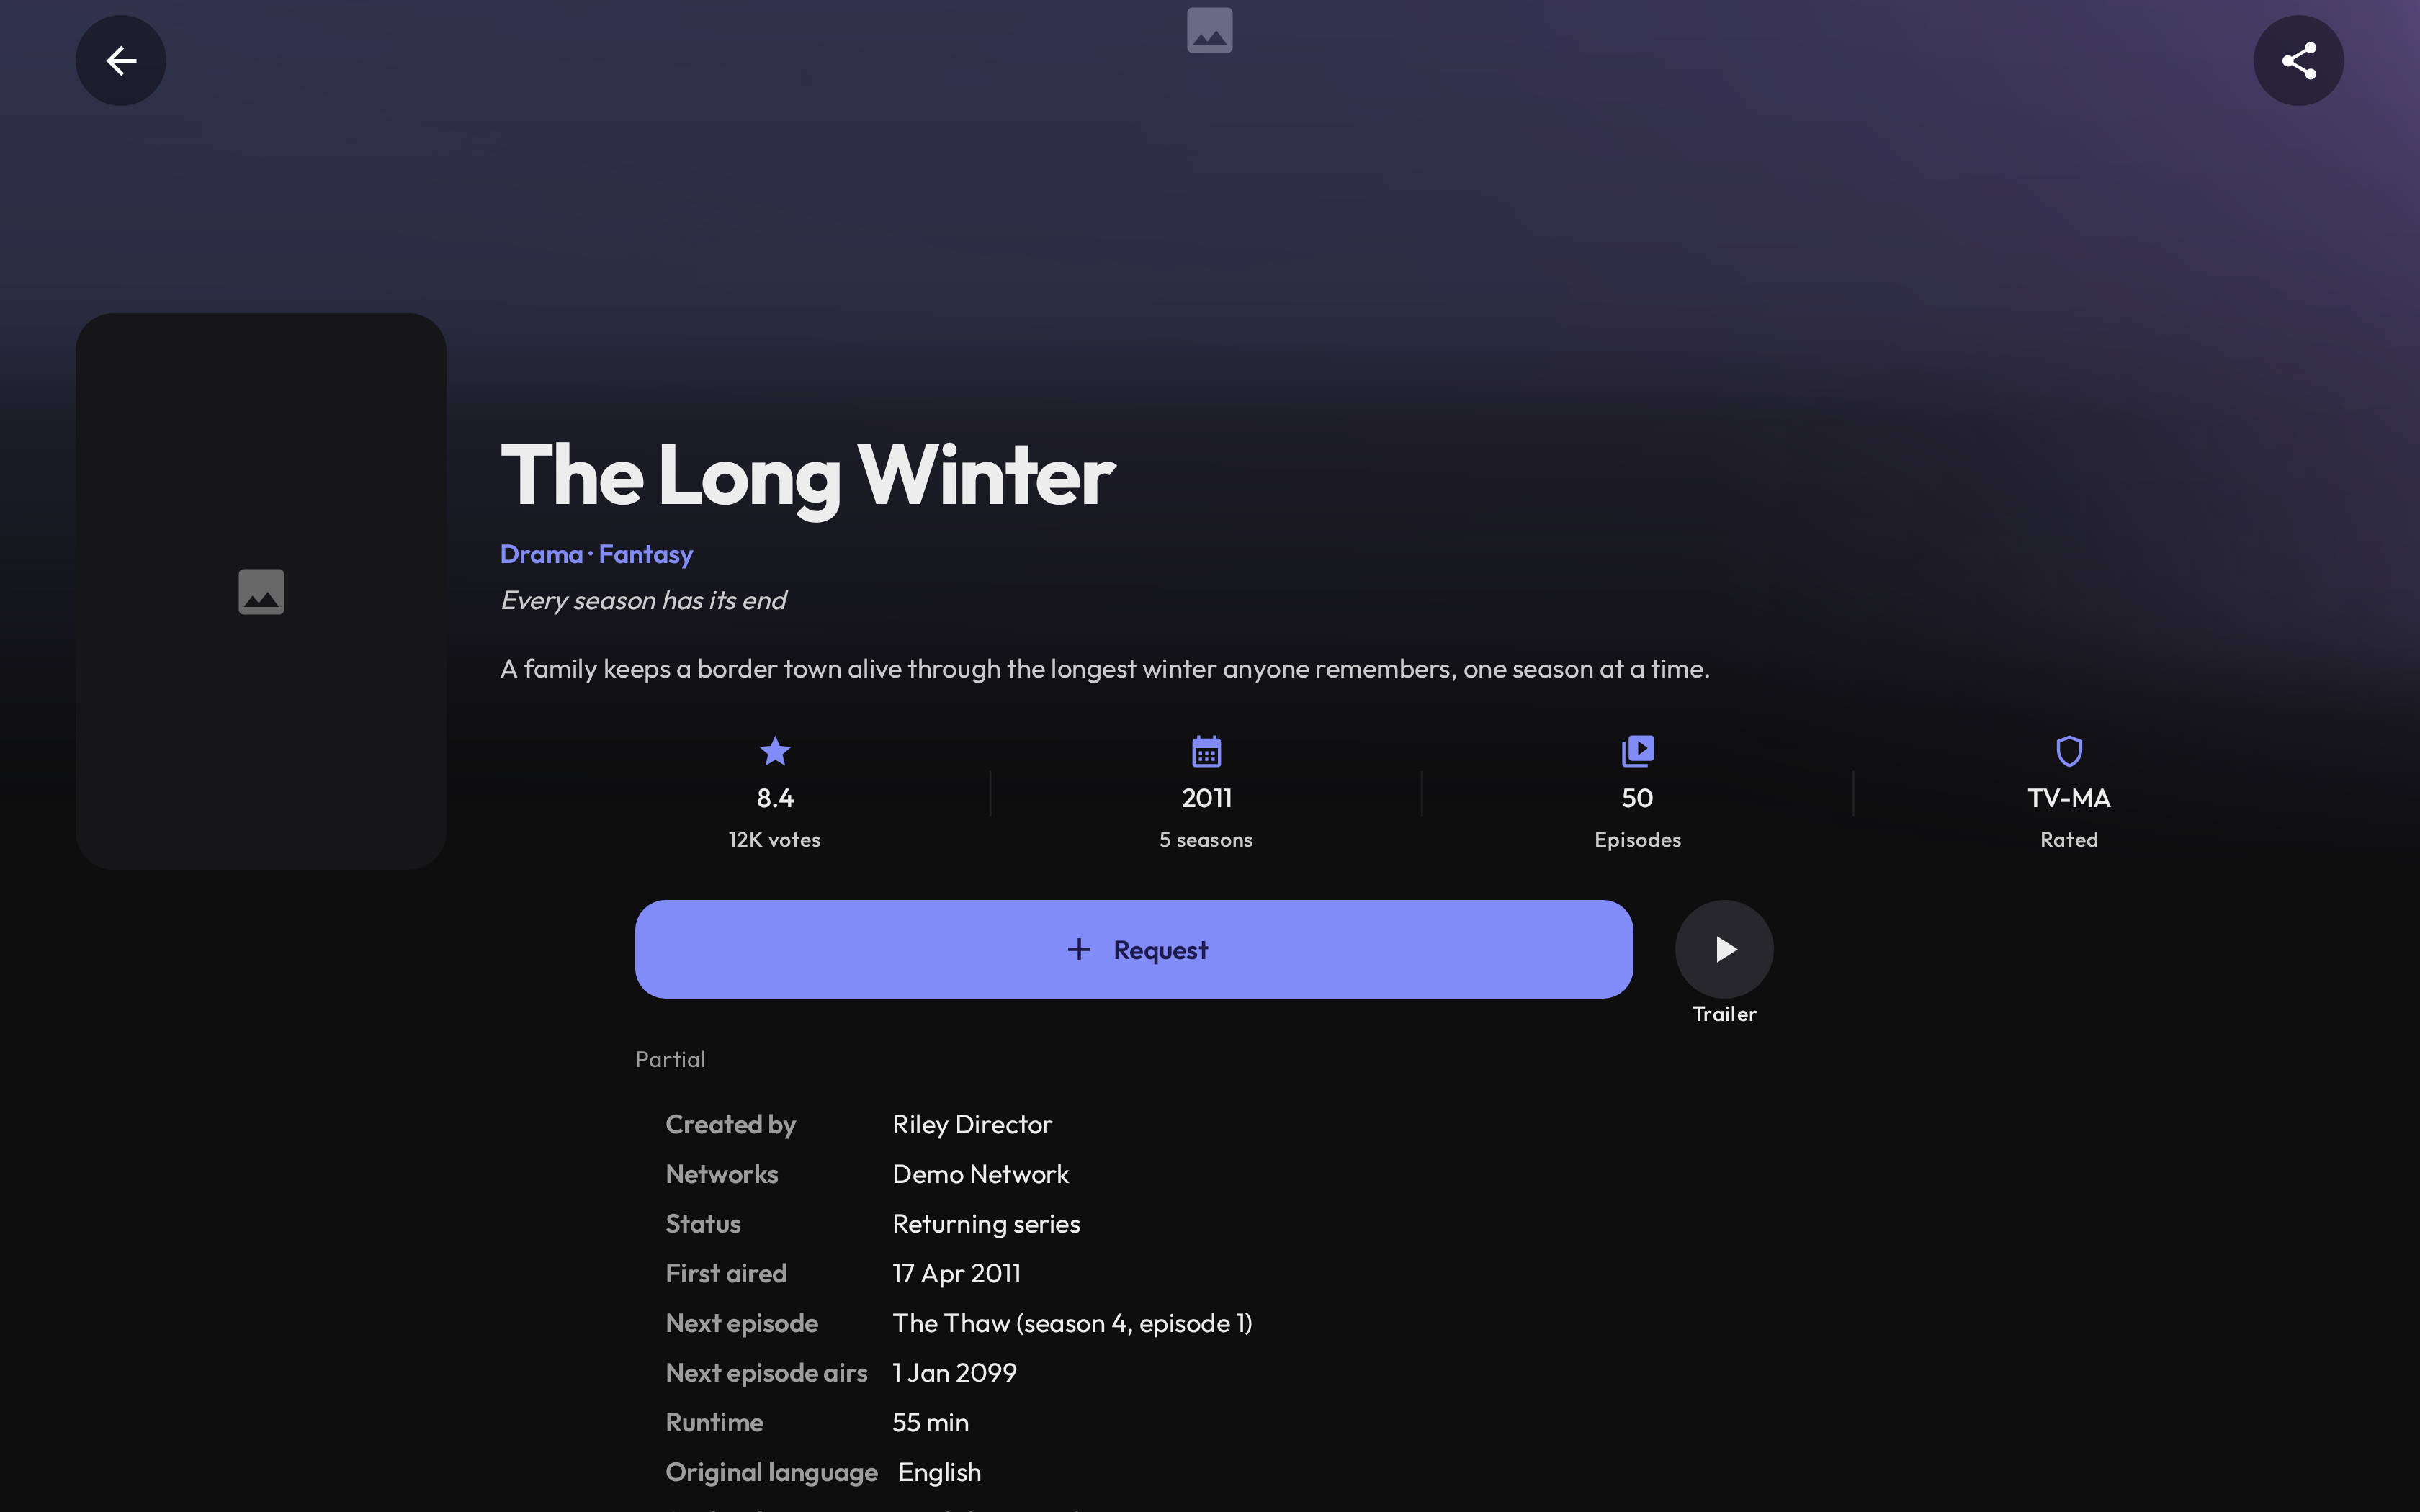 The Long Winter
Drama · Fantasy
Every season has its end
A family keeps a border town alive through the longest winter anyone remembers, one season at a time.
8.4
12K votes
2011
5 seasons
50
Episodes
TV-MA
Rated
Request
Trailer
Partial
Created by Riley Director
Networks Demo Network
Status Returning series
First aired 17 Apr 2011
Next episode The Thaw (season 4, episode 1)
Next episode airs 1 Jan 2099
Runtime 55 min
Original language English